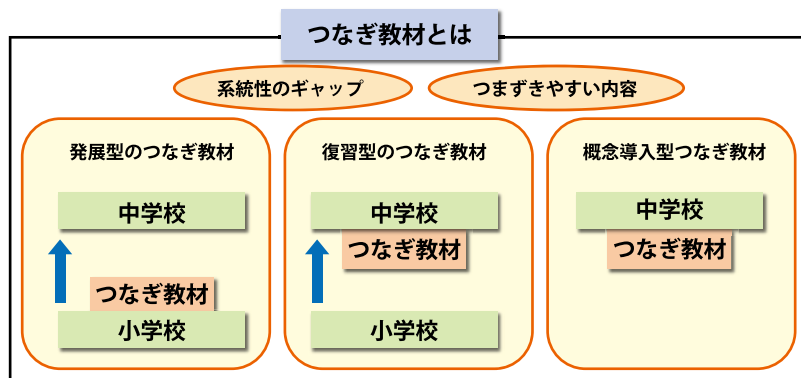 つなぎ教材とは
系統性のギャップ
つまずきやすい内容
発展型のつなぎ教材
中学校
つなぎ教材
小学校
復習型のつなぎ教材
中学校
つなぎ教材
小学校
概念導入型つなぎ教材
中学校
つなぎ教材